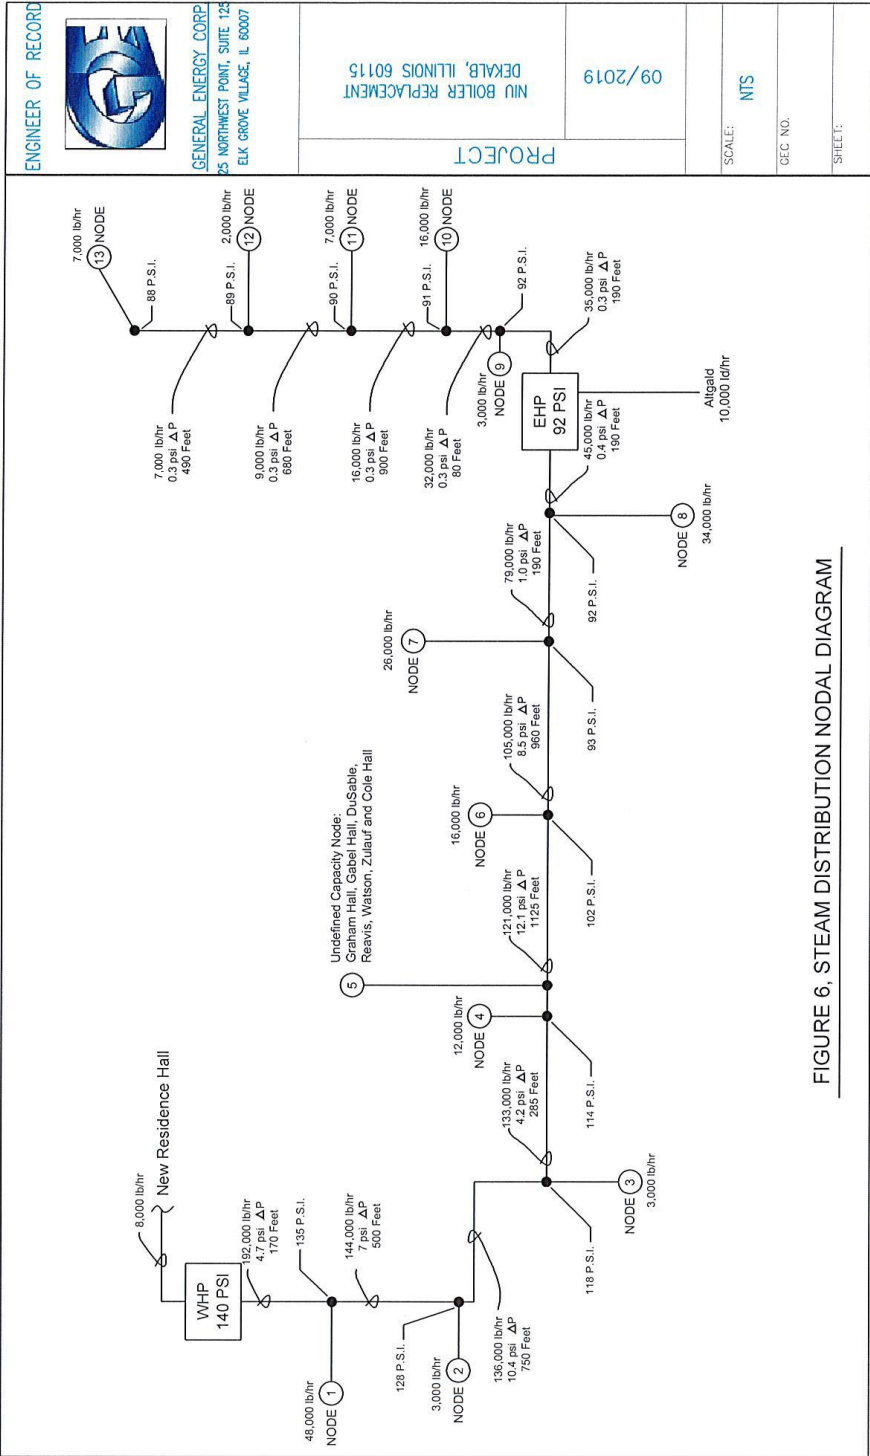 ENGINEER OF RECORD
GENERAL ENERGY CORP
25 NORTHWEST POINT, SUITE 125
ELK GROVE VILLAGE, IL 60007
PROJECT
NIU BOILER REPLACEMENT
DEKALB, ILLINOIS 60115
09/2019
SCALE:
NTS
GEC NO.
SHEET:
8,000 lb/hr
New Residence Hall
WHP
140 PSI
192,000 lb/hr
4.7 psi △P
170 Feet
135 P.S.I.
48,000 lb/hr
NODE 1
144,000 lb/hr
7 psi △P
500 Feet
128 P.S.I.
3,000 lb/hr
NODE 2
136,000 lb/hr
10.4 psi △P
750 Feet
118 P.S.I.
NODE 3
3,000 lb/hr
133,000 lb/hr
4.2 psi △P
285 Feet
12,000 lb/hr
NODE 4
114 P.S.I.
5
Undefined Capacity Node:
Graham Hall, Gabel Hall, DuSable,
Reavis, Watson, Zulauf and Cole Hall
121,000 lb/hr
12.1 psi △P
1125 Feet
16,000 lb/hr
NODE 6
102 P.S.I.
105,000 lb/hr
8.5 psi △P
960 Feet
26,000 lb/hr
NODE 7
93 P.S.I.
79,000 lb/hr
1.0 psi △P
190 Feet
92 P.S.I.
NODE 8
34,000 lb/hr
45,000 lb/hr
0.4 psi △P
190 Feet
EHP
92 PSI
Altgald
10,000 ld/hr
35,000 lb/hr
0.3 psi △P
190 Feet
3,000 lb/hr
NODE 9
92 P.S.I.
32,000 lb/hr
0.3 psi △P
80 Feet
91 P.S.I.
16,000 lb/hr
10 NODE
16,000 lb/hr
0.3 psi △P
900 Feet
90 P.S.I.
7,000 lb/hr
11 NODE
9,000 lb/hr
0.3 psi △P
680 Feet
89 P.S.I.
2,000 lb/hr
12 NODE
7,000 lb/hr
0.3 psi △P
490 Feet
88 P.S.I.
7,000 lb/hr
13 NODE
FIGURE 6, STEAM DISTRIBUTION NODAL DIAGRAM